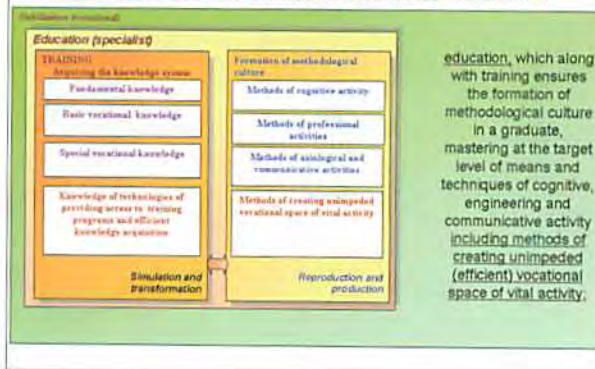 Education (specialist)
TRAINING
Acquiring the knowledge system
Fundamental knowledge
Basic vocational knowledge
Special vocational knowledge
Knowledge of technologies of
providing access to training
programs and efficient
knowledge acquisition
Simulation and
transformation
Formation of methodological
culture
Methods of cognitive activity
Methods of professional
activities
Methods of axiological and
communicative activities
Methods of creating unimpeded
vocational space of vital activity
Reproduction and
production
education, which along
with training ensures
the formation of
methodological culture
in a graduate,
mastering at the target
level of means and
techniques of cognitive,
engineering and
communicative activity
including methods of
creating unimpeded
(efficient) vocational
space of vital activity;